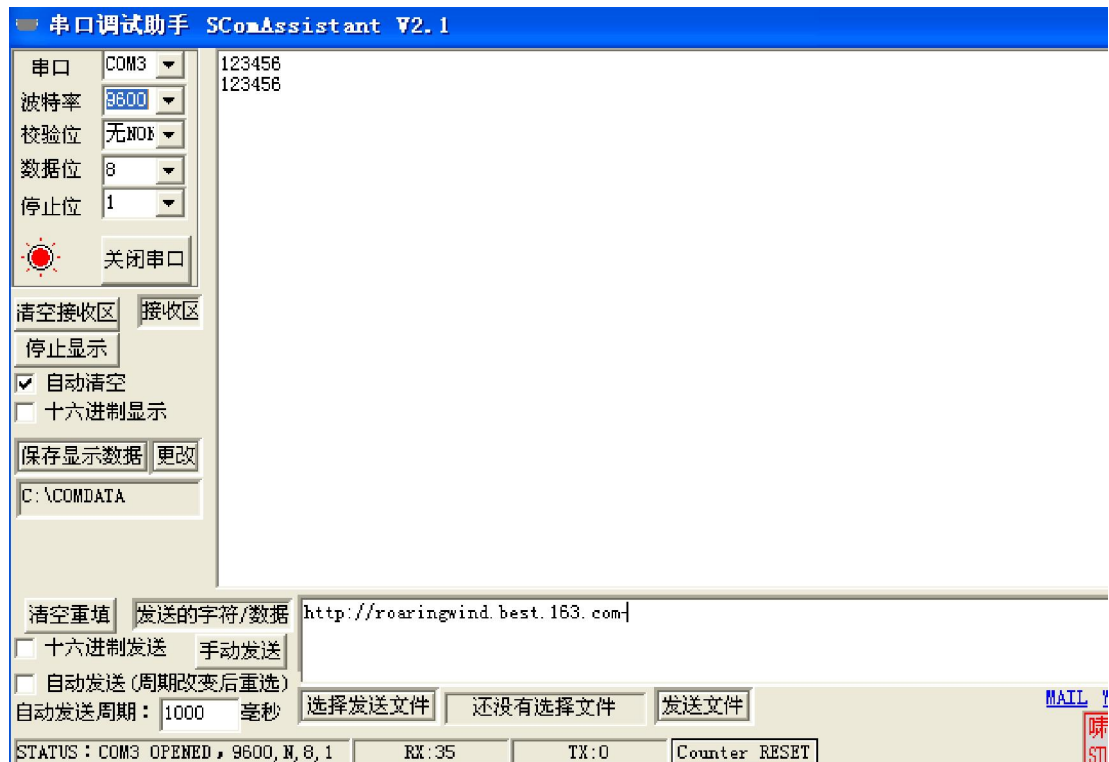 串口调试助手 SComAssistant V2.1
串口 COM3
波特率 9600
校验位
数据位 8
停止位 1
关闭串口
123456
123456
清空接收区 接收区
停止显示
自动清空
十六进制显示
保存显示数据 更改
C:\COMDATA
清空重填 发送的字符/数据 http://roaringwind.best.163.com
十六进制发送 手动发送
自动发送(周期改变后重选)
自动发送周期: 1000 毫秒 选择发送文件 还没有选择文件 发送文件
MAIL
STATUS:COM3 OPENED,9600,N,8,1 RX:35 TX:0 Counter RESET